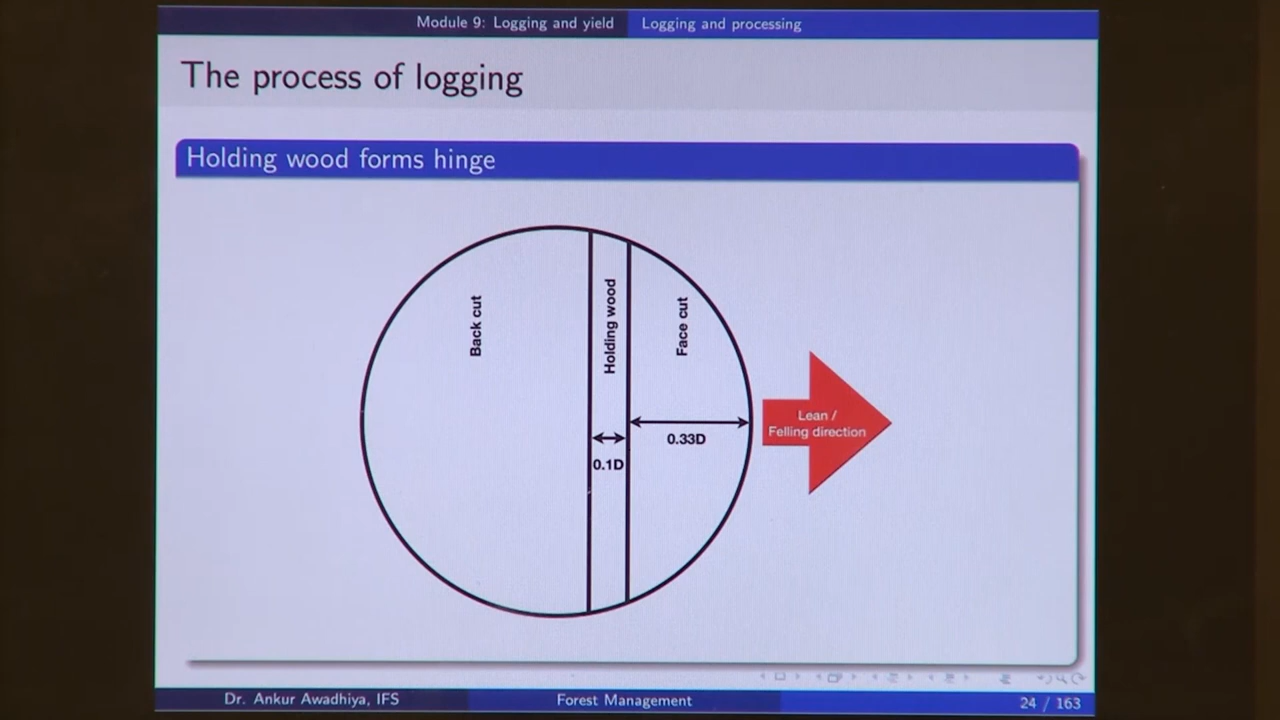 Module 9: Logging and yield
Logging and processing
The process of logging
Holding wood forms hinge
Back cut
Holding wood
Face cut
0.1D
0.33D
Lean /
Felling direction
Dr. Ankur Awadhiya, IFS
Forest Management
24 / 163